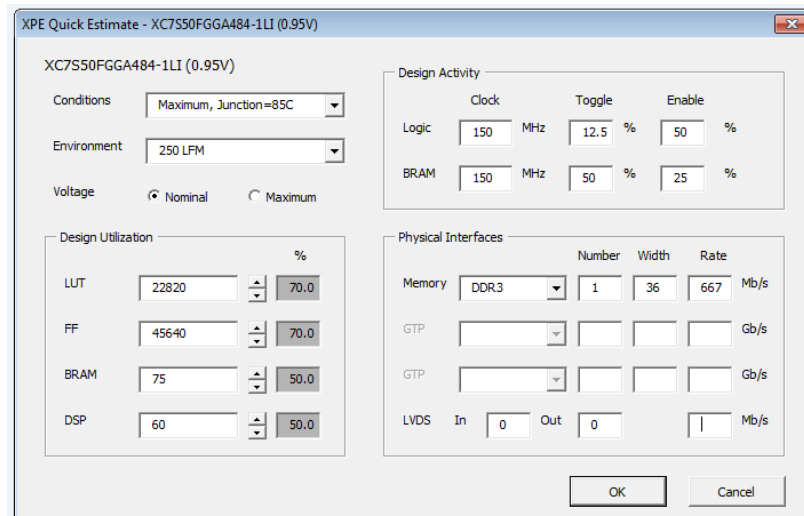 XPE Quick Estimate - XC7S50FGGA484-1LI (0.95V)
XC7S50FGGA484-1LI (0.95V)
Conditions Maximum, Junction=85C
Environment 250 LFM
Voltage Nominal Maximum
Design Activity
Clock Toggle Enable
Logic 150 MHz 12.5 % 50 %
BRAM 150 MHz 50 % 25 %
Design Utilization
%
LUT 22820 70.0
FF 45640 70.0
BRAM 75 50.0
DSP 60 50.0
Physical Interfaces
Number Width Rate
Memory DDR3 1 36 667 Mb/s
GTP Gb/s
GTP Gb/s
LVDS In 0 Out 0 Mb/s
OK Cancel